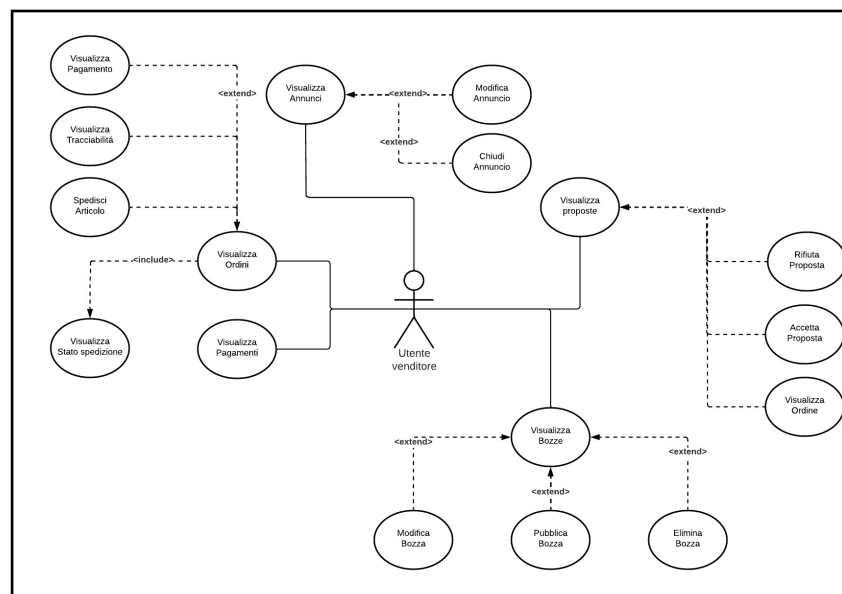 Visualizza
Pagamento
<extend>
Visualizza
Annunci
<extend>
Modifica
Annuncio
Visualizza
Tracciabilitá
<extend>
Chiudi
Annuncio
Spedisci
Articolo
Visualizza
proposte
<extend>
Visualizza
Ordini
<include>
Rifiuta
Proposta
Visualizza
Stato spedizione
Visualizza
Pagamenti
Utente
venditore
Accetta
Proposta
Visualizza
Ordine
Visualizza
Bozze
<extend>
<extend>
<extend>
Modifica
Bozza
Pubblica
Bozza
Elimina
Bozza